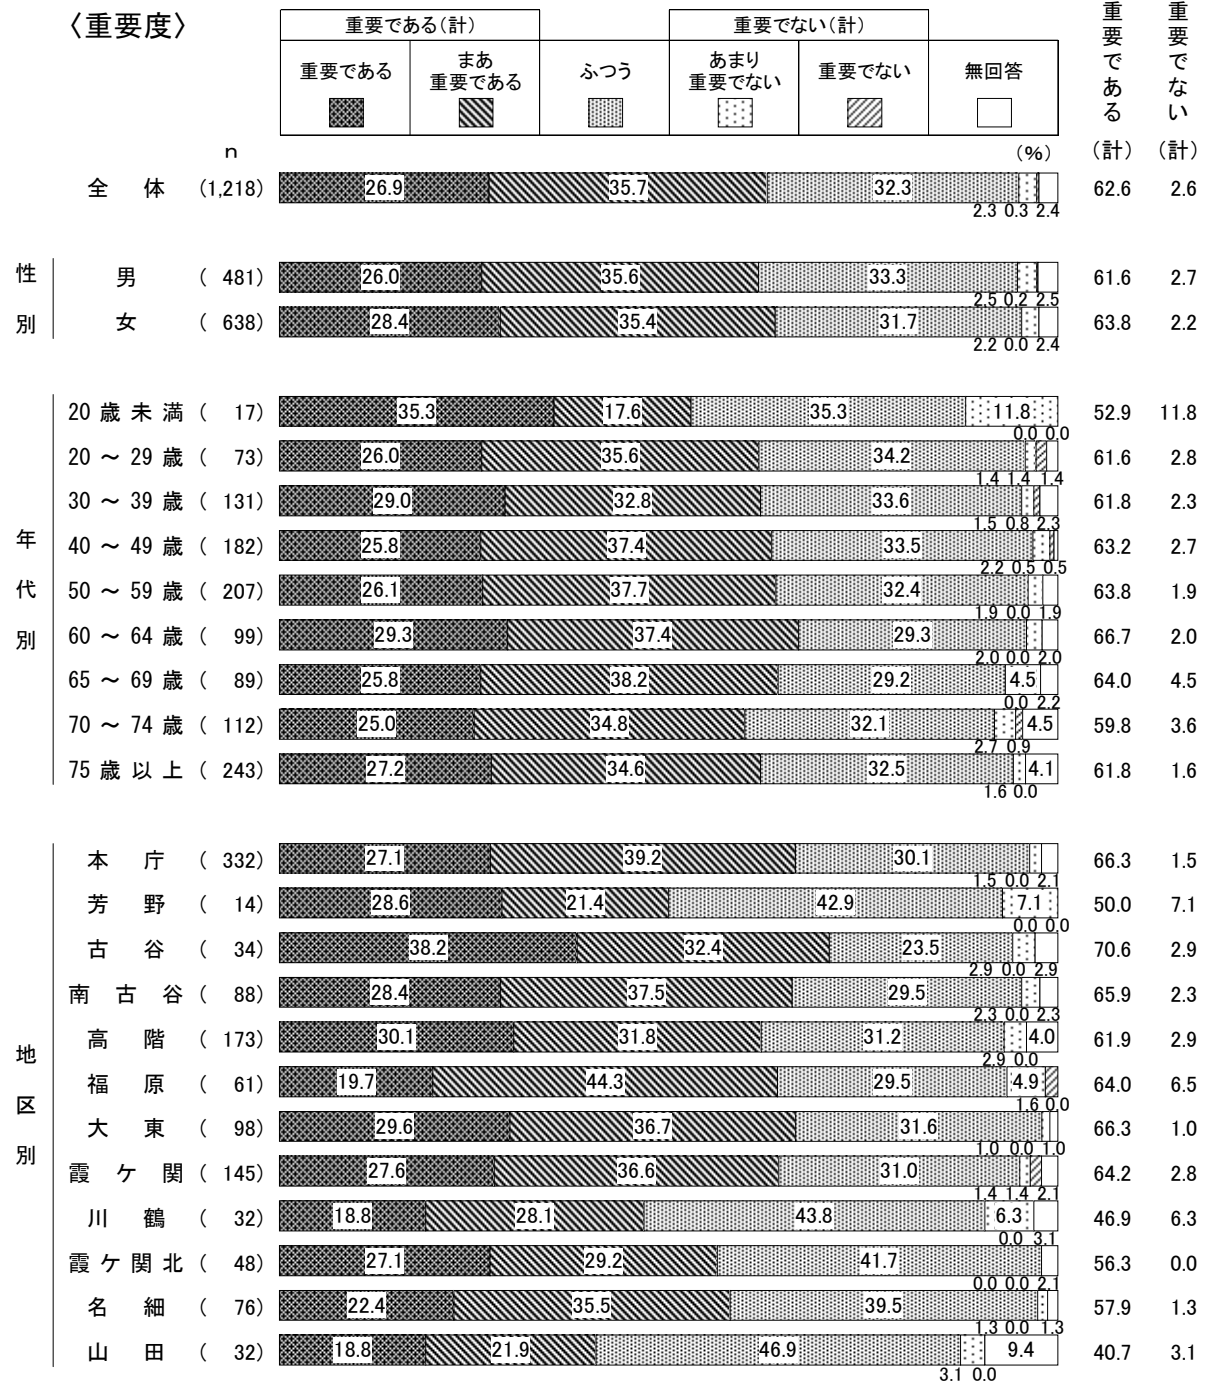 〈重要度〉
重要である(計) 重要でない(計)
重要である まあ重要である ふつう あまり重要でない 重要でない 無回答
重要である(計) 重要でない(計)
n (%)
全体 (1,218) 26.9 35.7 32.3 62.6 2.6
2.3 0.3 2.4
性別
男 ( 481) 26.0 35.6 33.3 61.6 2.7
2.5 0.2 2.5
女 ( 638) 28.4 35.4 31.7 63.8 2.2
2.2 0.0 2.4
年代別
20歳未満 ( 17) 35.3 17.6 35.3 11.8 52.9 11.8
0.0 0.0
20～29歳 ( 73) 26.0 35.6 34.2 61.6 2.8
1.4 1.4 1.4
30～39歳 ( 131) 29.0 32.8 33.6 61.8 2.3
1.5 0.8 2.3
40～49歳 ( 182) 25.8 37.4 33.5 63.2 2.7
2.2 0.5 0.5
50～59歳 ( 207) 26.1 37.7 32.4 63.8 1.9
1.9 0.0 1.9
60～64歳 ( 99) 29.3 37.4 29.3 66.7 2.0
2.0 0.0 2.0
65～69歳 ( 89) 25.8 38.2 29.2 4.5 64.0 4.5
0.0 2.2
70～74歳 ( 112) 25.0 34.8 32.1 4.5 59.8 3.6
2.7 0.9
75歳以上 ( 243) 27.2 34.6 32.5 4.1 61.8 1.6
1.6 0.0
地区別
本庁 ( 332) 27.1 39.2 30.1 66.3 1.5
1.5 0.0 2.1
芳野 ( 14) 28.6 21.4 42.9 7.1 50.0 7.1
0.0 0.0
古谷 ( 34) 38.2 32.4 23.5 70.6 2.9
2.9 0.0 2.9
南古谷 ( 88) 28.4 37.5 29.5 65.9 2.3
2.3 0.0 2.3
高階 ( 173) 30.1 31.8 31.2 4.0 61.9 2.9
2.9 0.0
福原 ( 61) 19.7 44.3 29.5 4.9 64.0 6.5
1.6 0.0
大東 ( 98) 29.6 36.7 31.6 66.3 1.0
1.0 0.0 1.0
霞ケ関 ( 145) 27.6 36.6 31.0 64.2 2.8
1.4 1.4 2.1
川鶴 ( 32) 18.8 28.1 43.8 6.3 46.9 6.3
0.0 3.1
霞ケ関北 ( 48) 27.1 29.2 41.7 56.3 0.0
0.0 0.0 2.1
名細 ( 76) 22.4 35.5 39.5 57.9 1.3
1.3 0.0 1.3
山田 ( 32) 18.8 21.9 46.9 9.4 40.7 3.1
3.1 0.0